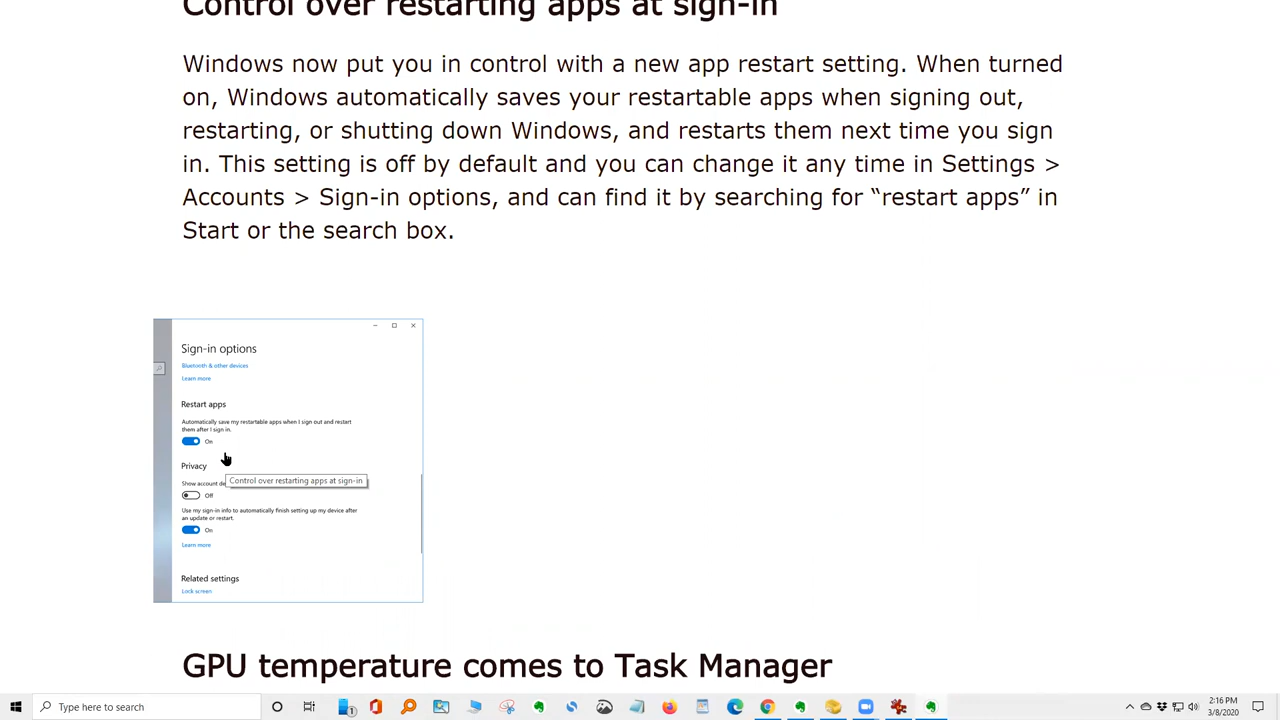 Control over restarting apps at sign-in
Windows now put you in control with a new app restart setting. When turned
on, Windows automatically saves your restartable apps when signing out,
restarting, or shutting down Windows, and restarts them next time you sign
in. This setting is off by default and you can change it any time in Settings >
Accounts > Sign-in options, and can find it by searching for “restart apps” in
Start or the search box.
Sign-in options
Bluetooth & other devices
Learn more
Restart apps
Automatically save my restartable apps when I sign out and restart
them after I sign in.
On
Privacy
Control over restarting apps at sign-in
Show account de
Off
Use my sign-in info to automatically finish setting up my device after
an update or restart.
On
Learn more
Related settings
Lock screen
GPU temperature comes to Task Manager
Type here to search
1
2:16 PM
3/8/2020